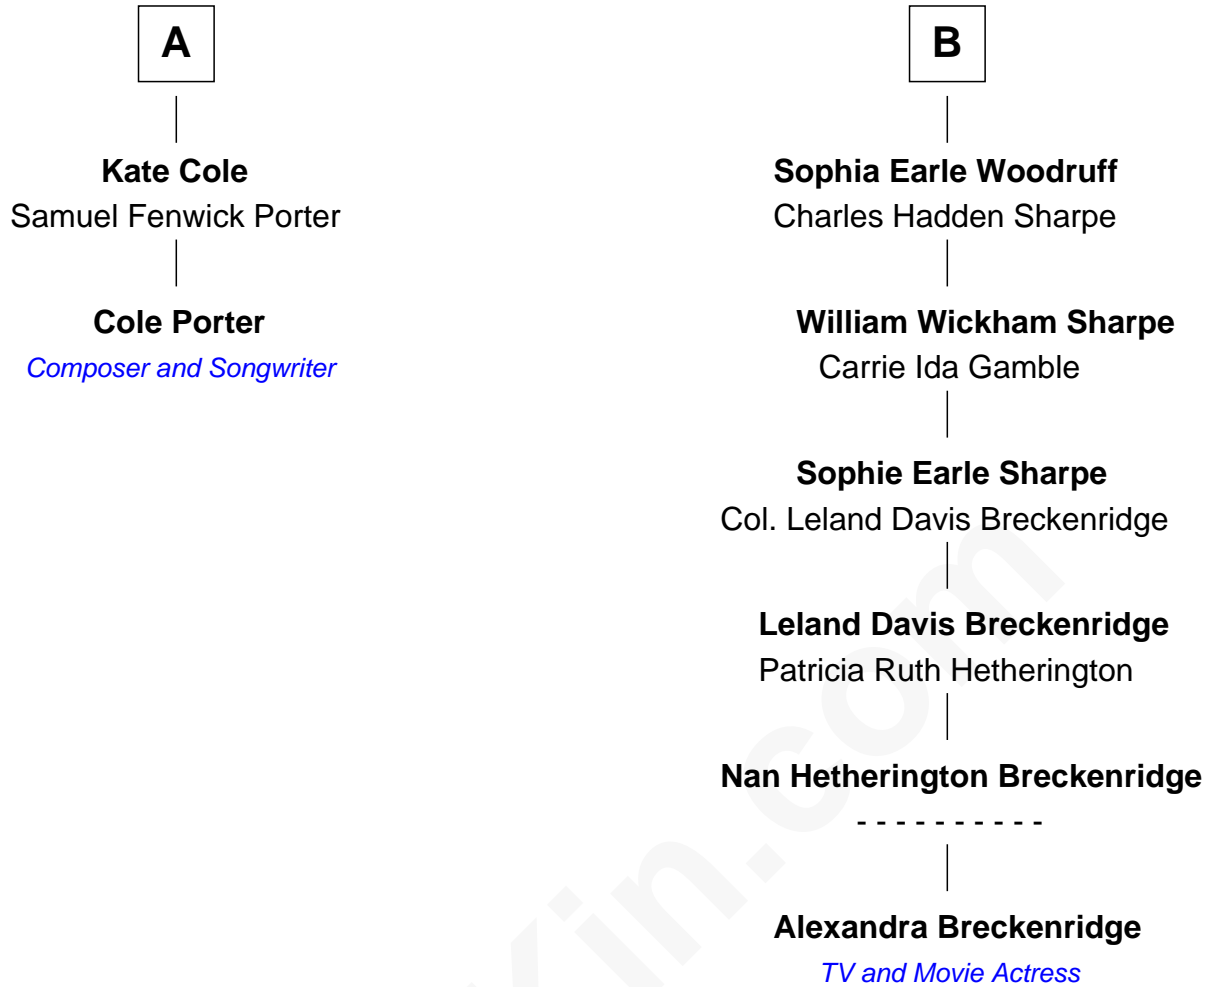 A
Kate Cole
Samuel Fenwick Porter
Cole Porter
Composer and Songwriter
B
Sophia Earle Woodruff
Charles Hadden Sharpe
William Wickham Sharpe
Carrie Ida Gamble
Sophie Earle Sharpe
Col. Leland Davis Breckenridge
Leland Davis Breckenridge
Patricia Ruth Hetherington
Nan Hetherington Breckenridge
- - - - - - - - - -
Alexandra Breckenridge
TV and Movie Actress
Kin.com